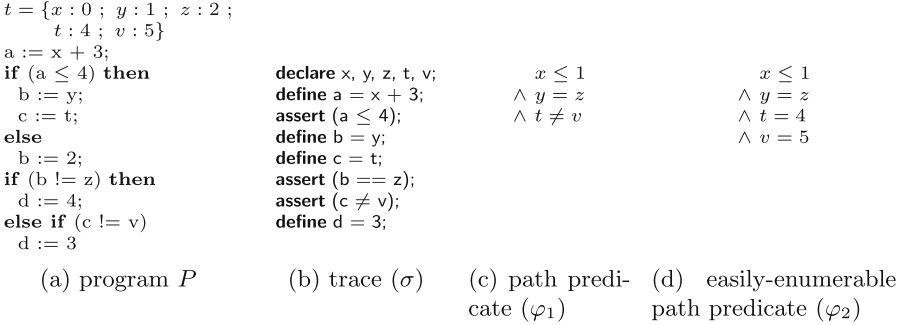 t = {x : 0 ; y : 1 ; z : 2 ;
t : 4 ; v : 5}
a := x + 3;
if (a ≤ 4) then
b := y;
c := t;
else
b := 2;
if (b != z) then
d := 4;
else if (c != v)
d := 3
(a) program P
declare x, y, z, t, v;
define a = x + 3;
assert (a ≤ 4);
define b = y;
define c = t;
assert (b == z);
assert (c ≠ v);
define d = 3;
(b) trace (σ)
x ≤ 1
∧ y = z
∧ t ≠ v
(c) path predi-
cate (φ₁)
x ≤ 1
∧ y = z
∧ t = 4
∧ v = 5
(d) easily-enumerable
path predicate (φ₂)